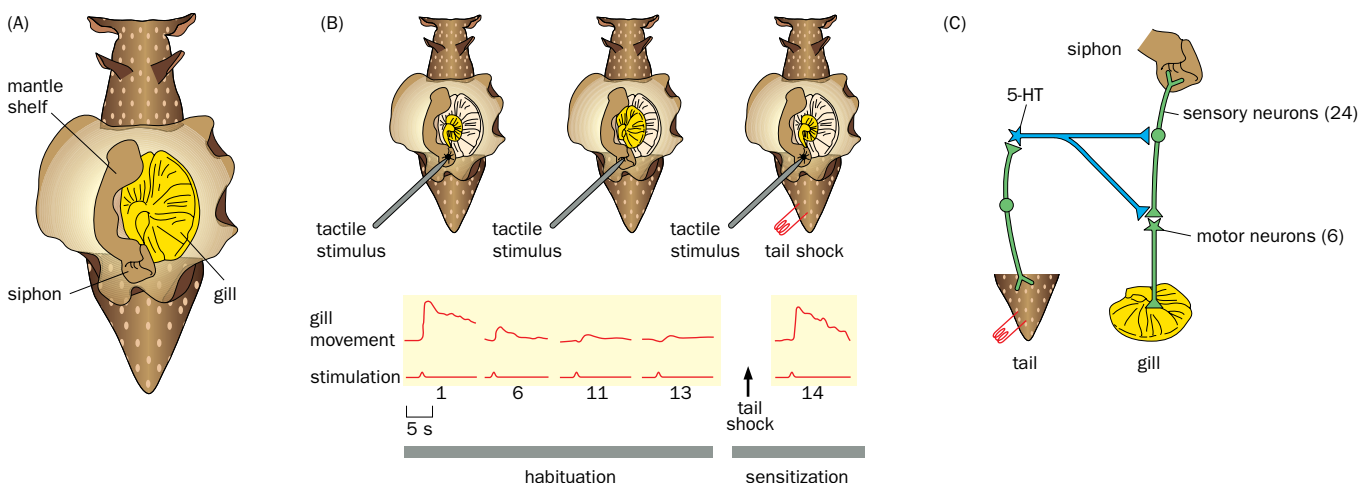 (A)
mantle
shelf
siphon
gill
(B)
tactile
stimulus
tactile
stimulus
tactile
stimulus
tail shock
gill
movement
stimulation
1
6
11
13
14
5 s
tail
shock
habituation
sensitization
(C)
siphon
5-HT
sensory neurons (24)
motor neurons (6)
tail
gill